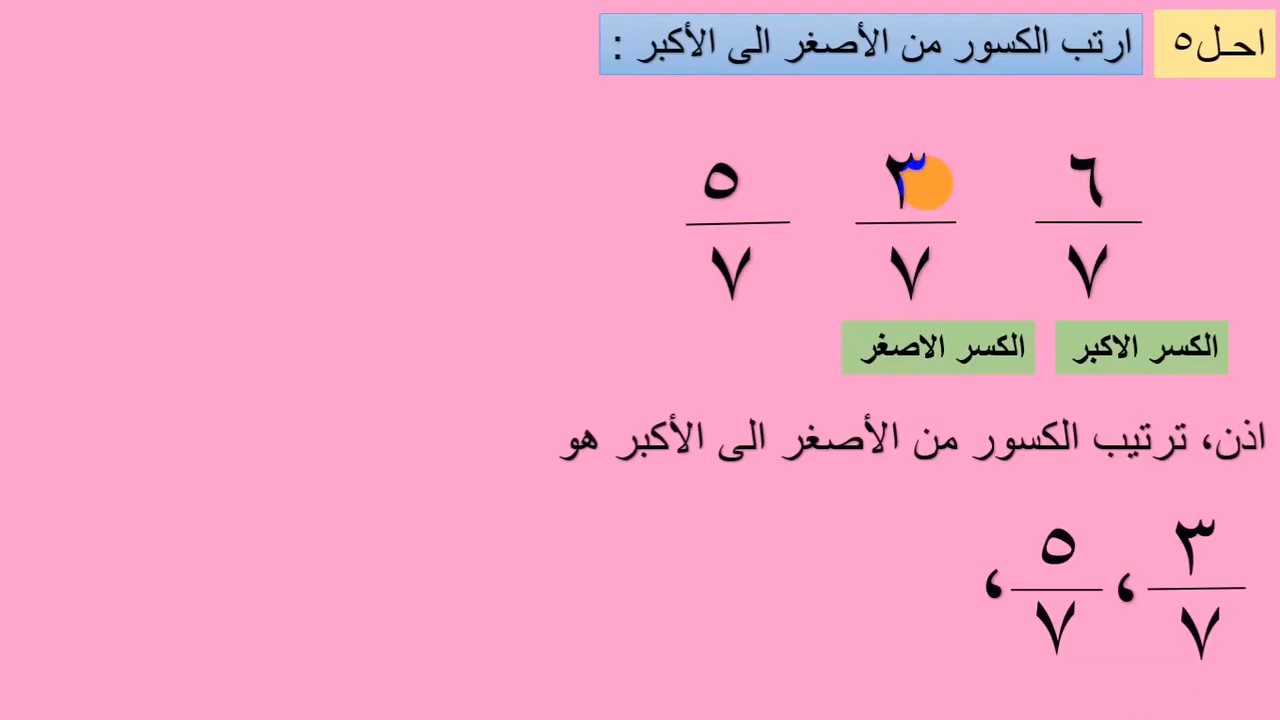 احـل٥ ارتب الكسور من الأصغر الى الأكبر :
٦ ٣ ٥
٧ ٧ ٧
الكسر الاكبر الكسر الاصغر
اذن، ترتيب الكسور من الأصغر الى الأكبر هو
٣ ، ٥ ،
٧ ٧